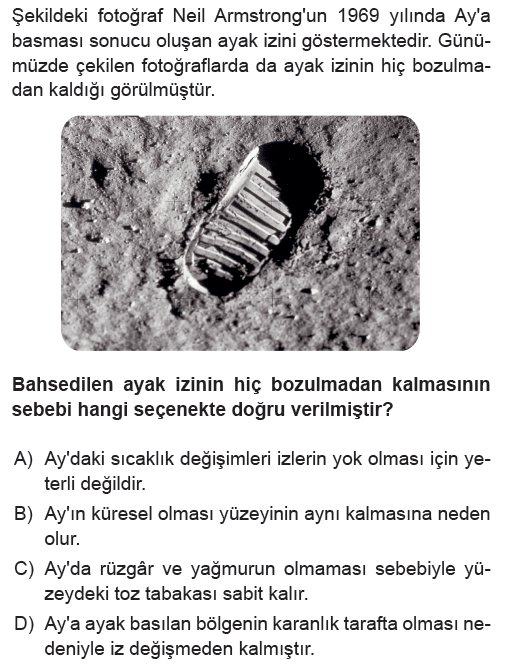 Şekildeki fotoğraf Neil Armstrong'un 1969 yılında Ay'a
basması sonucu oluşan ayak izini göstermektedir. Günü-
müzde çekilen fotoğraflarda da ayak izinin hiç bozulma-
dan kaldığı görülmüştür.
Bahsedilen ayak izinin hiç bozulmadan kalmasının
sebebi hangi seçenekte doğru verilmiştir?
A) Ay'daki sıcaklık değişimleri izlerin yok olması için ye-
terli değildir.
B) Ay'ın küresel olması yüzeyinin aynı kalmasına neden
olur.
C) Ay'da rüzgâr ve yağmurun olmaması sebebiyle yü-
zeydeki toz tabakası sabit kalır.
D) Ay'a ayak basılan bölgenin karanlık tarafta olması ne-
deniyle iz değişmeden kalmıştır.